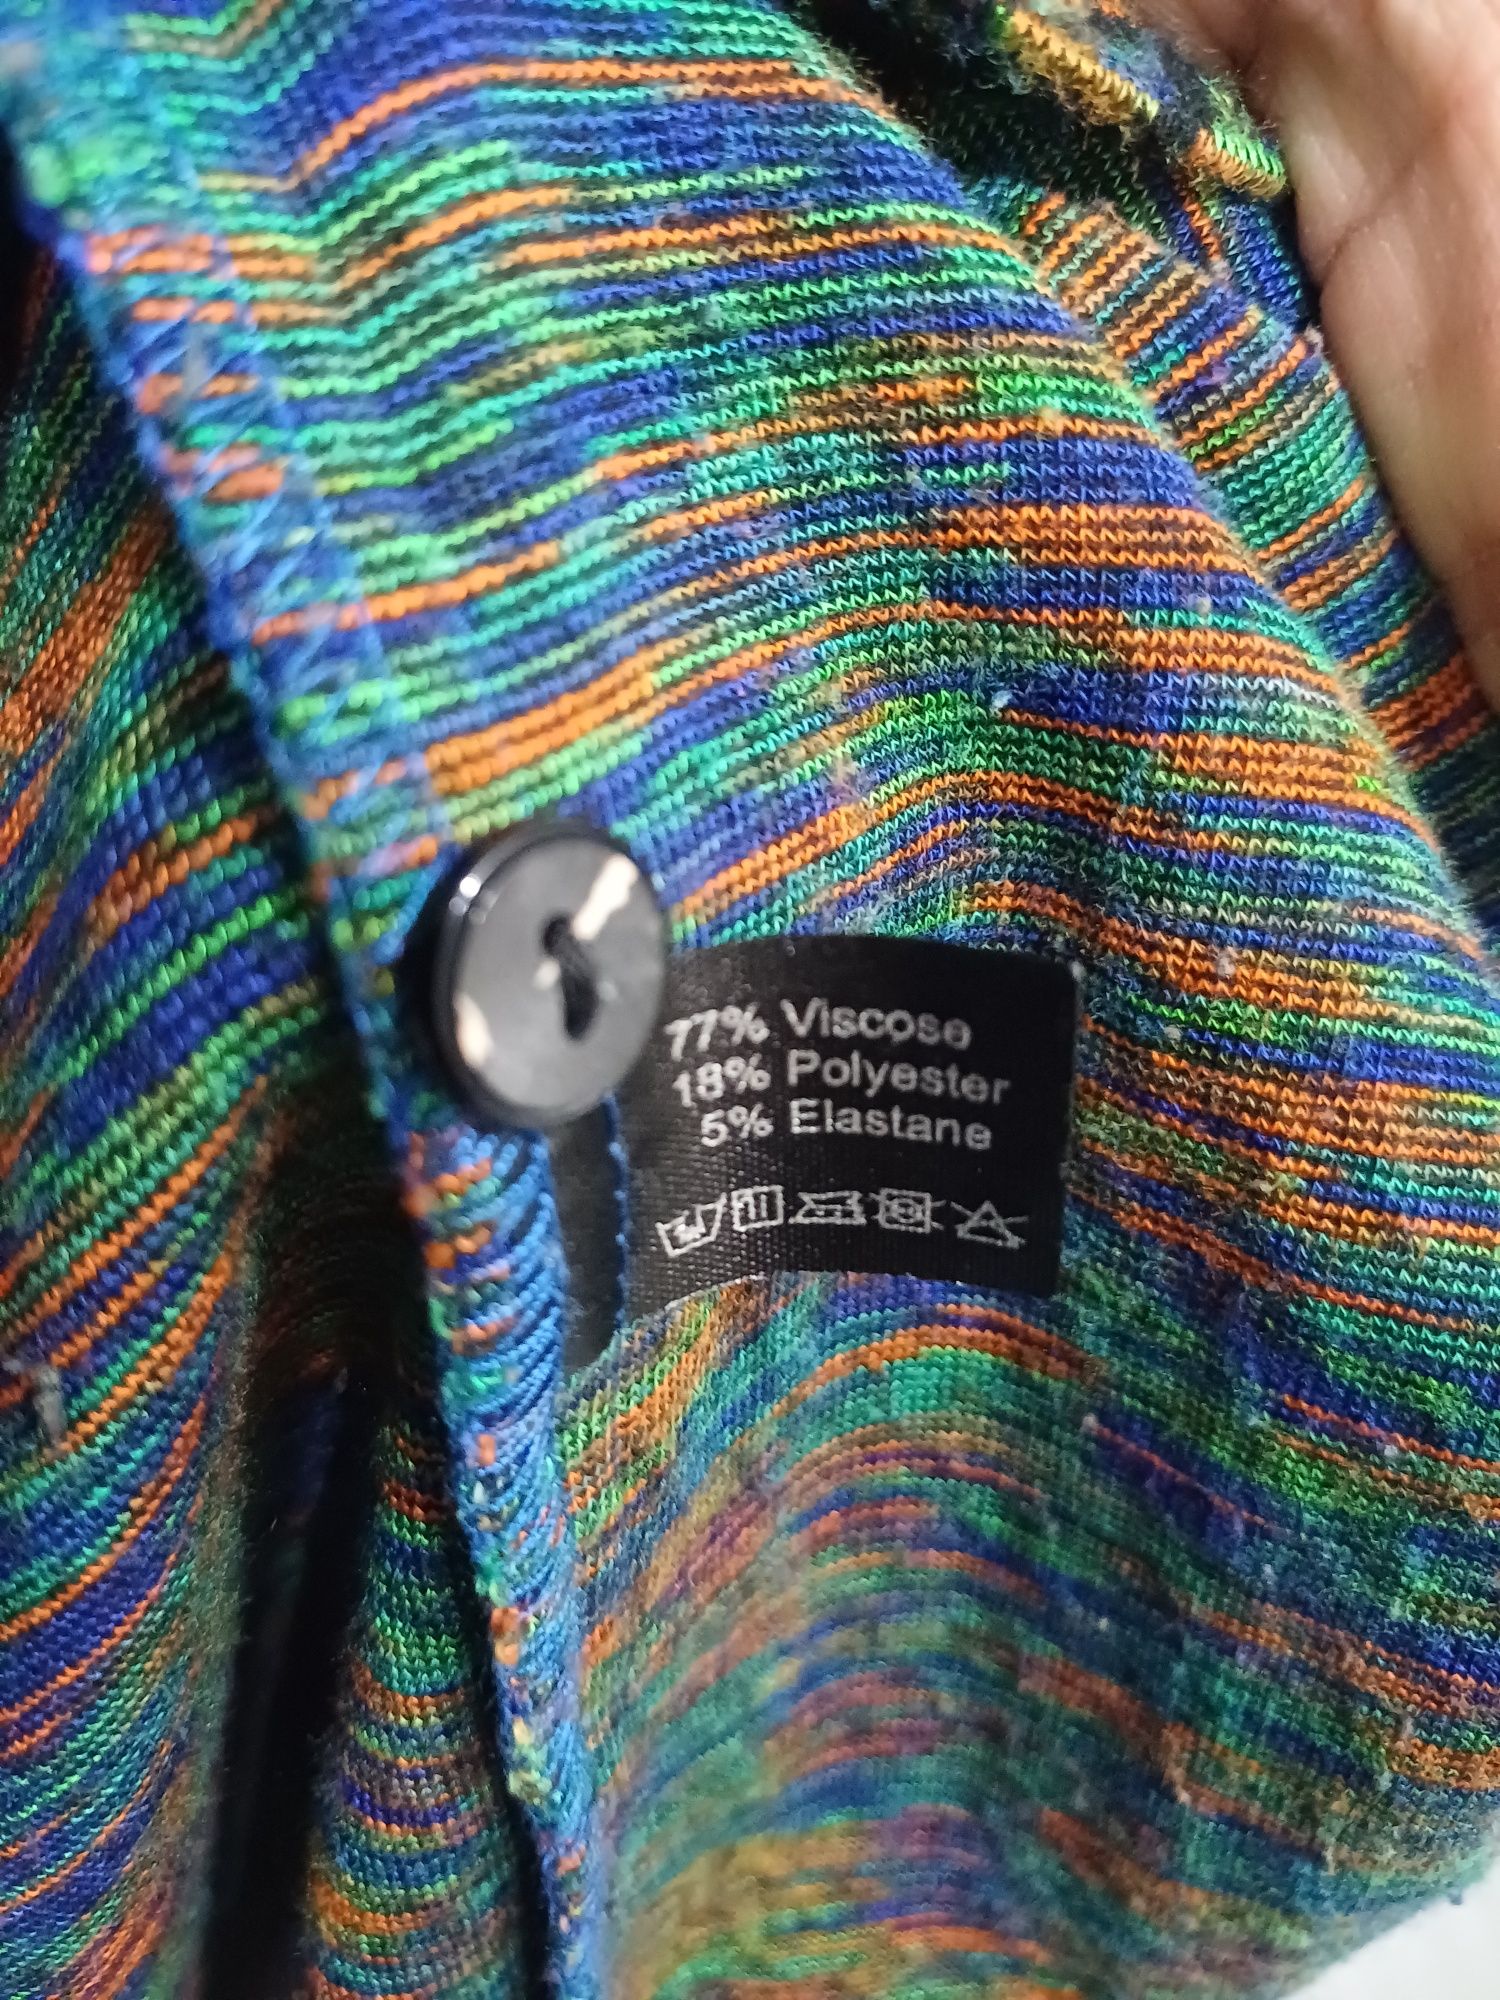 77% Viscose
18% Polyester
5% Elastane